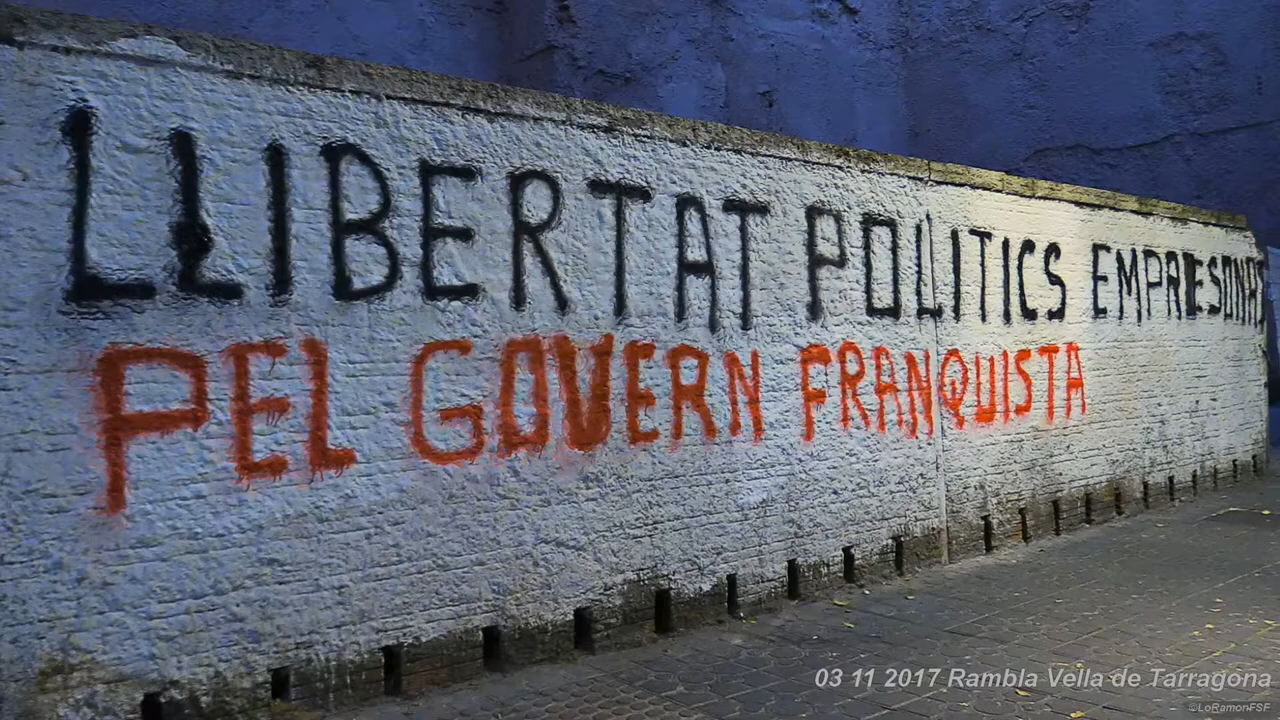 LLIBERTAT POLITICS EMPRESONATS
PEL GOVERN FRANQUISTA
03 11 2017 Rambla Vella de Tarragona
©LoRamonFSF